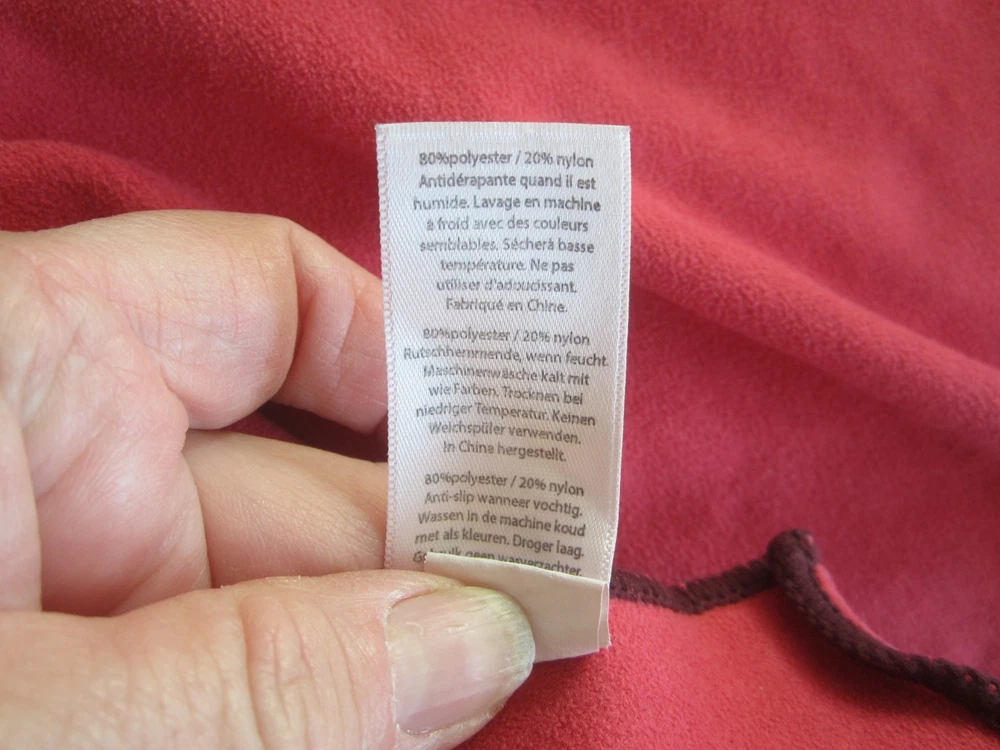 80%polyester / 20% nylon
Antidérapante quand il est
humide. Lavage en machine
à froid avec des couleurs
semblables. Sécherà basse
température. Ne pas
utiliser d'adoucissant.
Fabriqué en Chine.
80%polyester / 20% nylon
Rutschhemmende, wenn feucht.
Maschinenwäsche kalt mit
wie Farben. Trocknen bei
niedriger Temperatur. Keinen
Weichspüler verwenden.
In China hergestellt.
80%polyester / 20% nylon
Anti-slip wanneer vochtig.
Wassen in de machine koud
met als kleuren. Droger laag.
geen wasverzachter.